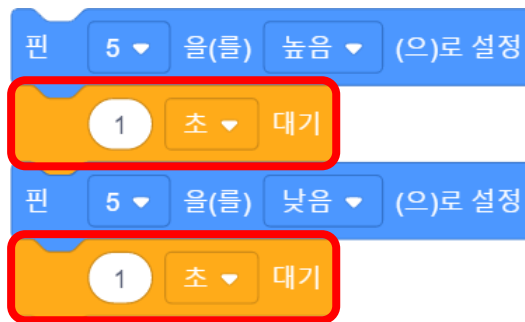 핀 5 을(를) 높음 (으)로 설정
1 초 대기
핀 5 을(를) 낮음 (으)로 설정
1 초 대기